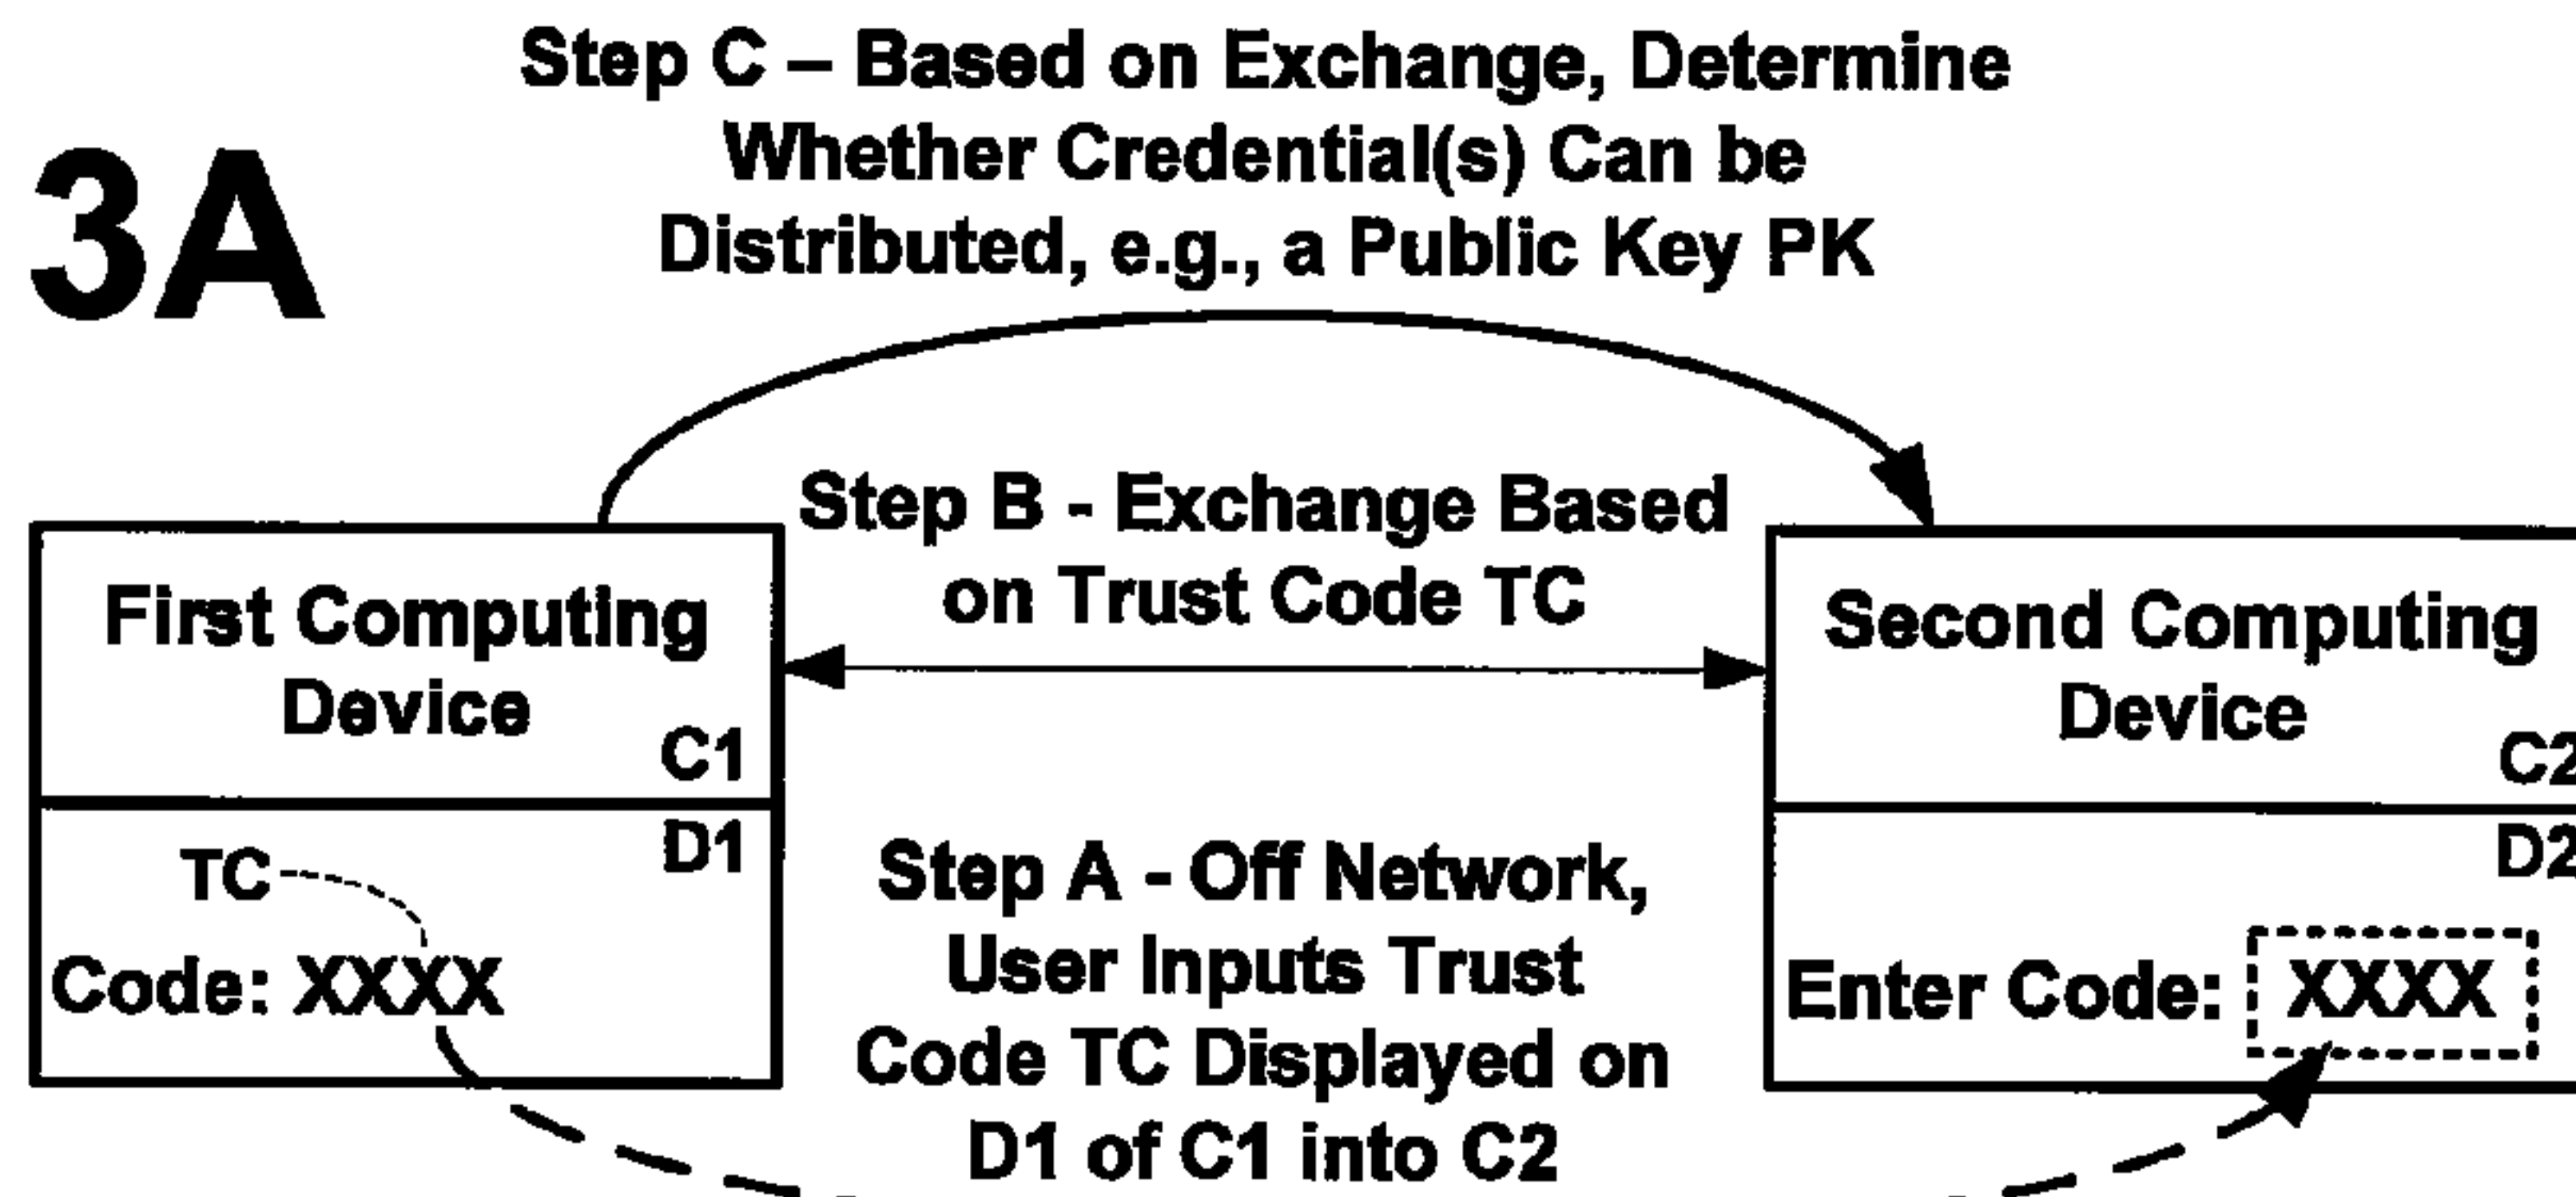 3A
Step C – Based on Exchange, Determine
Whether Credential(s) Can be
Distributed, e.g., a Public Key PK
Step B - Exchange Based
on Trust Code TC
First Computing
Device
C1
D1
TC
Code: XXXX
Step A - Off Network,
User Inputs Trust
Code TC Displayed on
D1 of C1 into C2
Second Computing
Device
C2
D2
Enter Code: XXXX